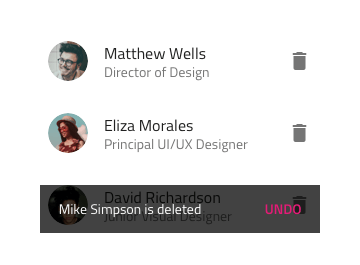 Matthew Wells
Director of Design
Eliza Morales
Principal UI/UX Designer
David Richardson
Junior Visual Designer
Mike Simpson is deleted UNDO